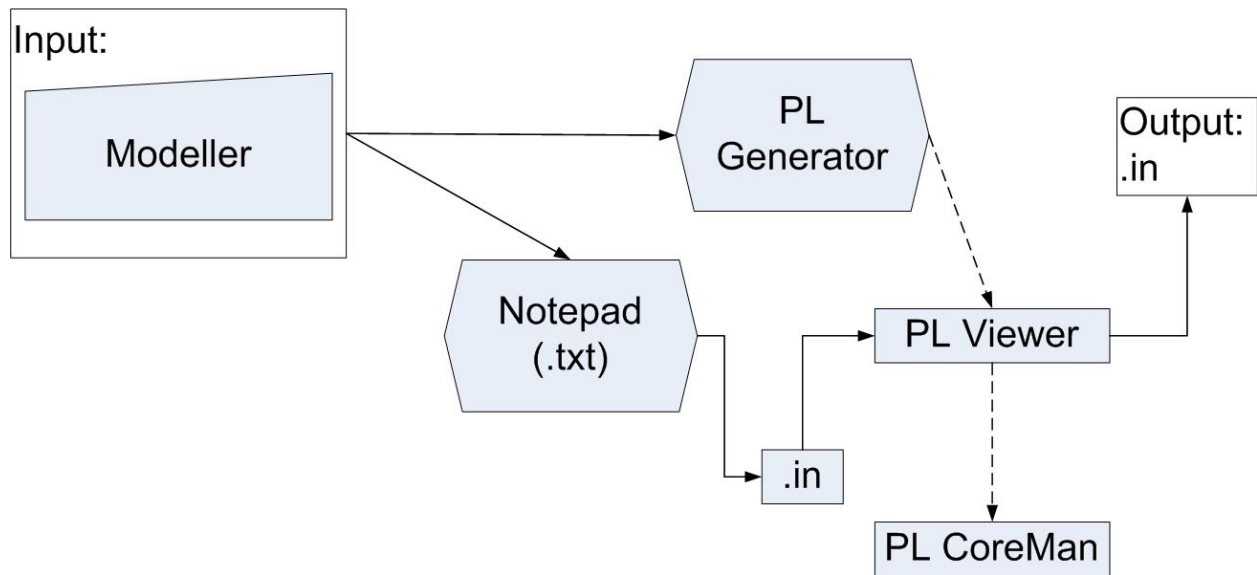 Input:
Modeller
PL
Generator
Output:
.in
Notepad
(.txt)
PL Viewer
.in
PL CoreMan